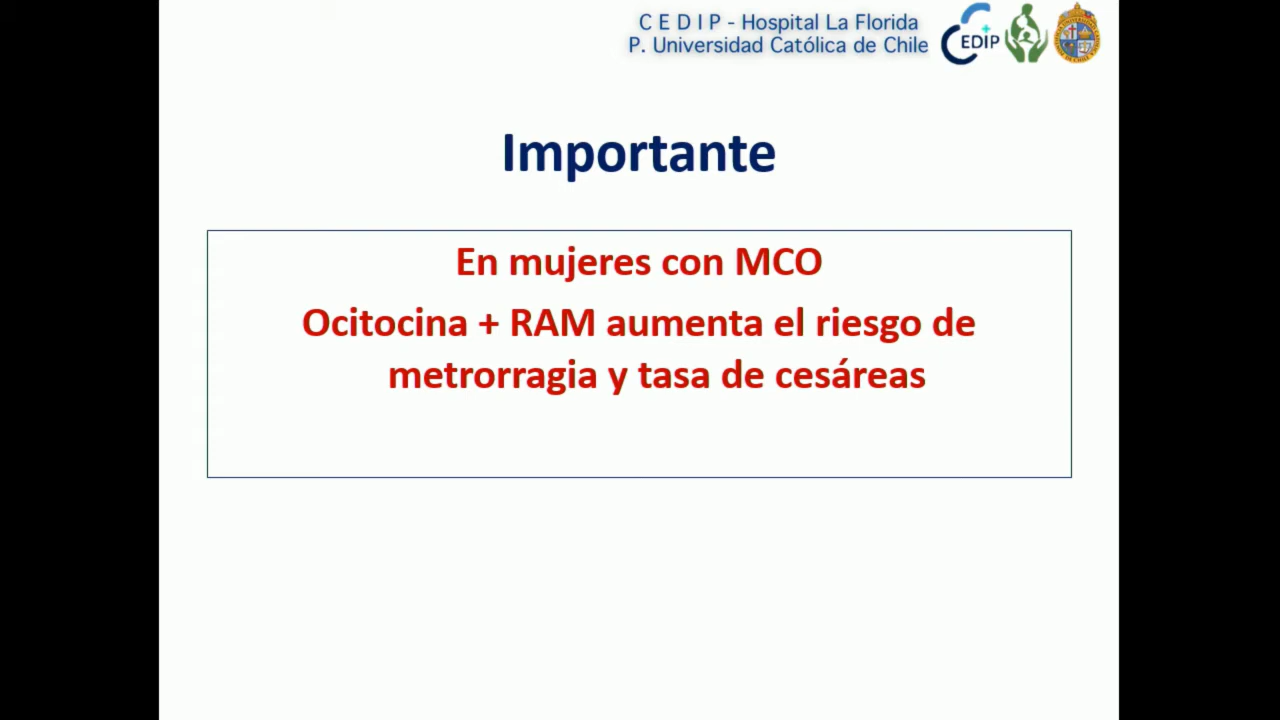 C E D I P - Hospital La Florida
P. Universidad Católica de Chile
CEDIP
Importante
En mujeres con MCO
Ocitocina + RAM aumenta el riesgo de
metrorragia y tasa de cesáreas